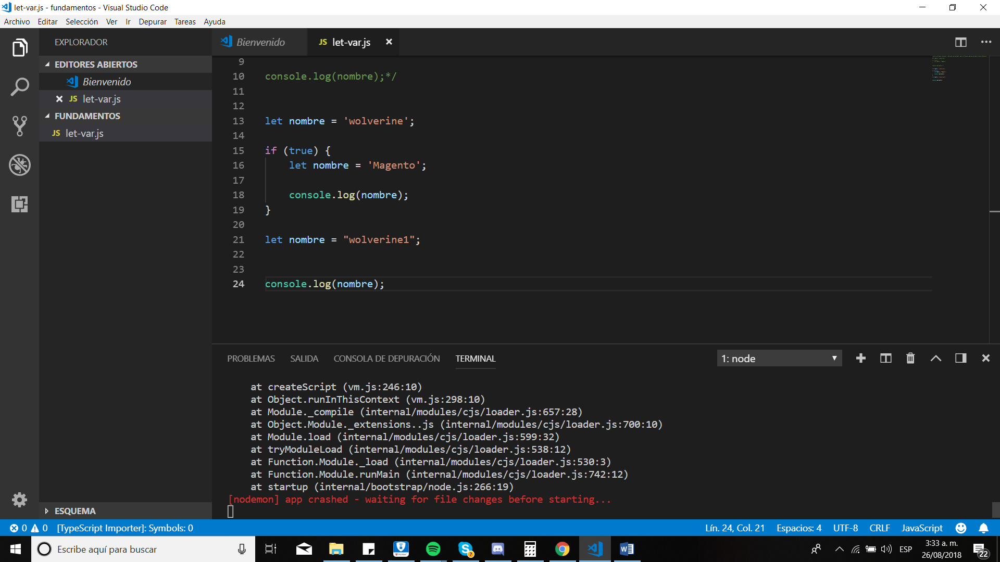 let-var.js - fundamentos - Visual Studio Code
Archivo Editar Selección Ver Ir Depurar Tareas Ayuda
EXPLORADOR
EDITORES ABIERTOS
Bienvenido
JS let-var.js
FUNDAMENTOS
JS let-var.js
ESQUEMA
Bienvenido JS let-var.js
9
10 console.log(nombre);*/
11
12
13 let nombre = 'wolverine';
14
15 if (true) {
16 let nombre = 'Magento';
17
18 console.log(nombre);
19 }
20
21 let nombre = "wolverine1";
22
23
24 console.log(nombre);
PROBLEMAS SALIDA CONSOLA DE DEPURACIÓN TERMINAL 1: node
at createScript (vm.js:246:10)
at Object.runInThisContext (vm.js:298:10)
at Module._compile (internal/modules/cjs/loader.js:657:28)
at Object.Module._extensions..js (internal/modules/cjs/loader.js:700:10)
at Module.load (internal/modules/cjs/loader.js:599:32)
at tryModuleLoad (internal/modules/cjs/loader.js:538:12)
at Function.Module._load (internal/modules/cjs/loader.js:530:3)
at Function.Module.runMain (internal/modules/cjs/loader.js:742:12)
at startup (internal/bootstrap/node.js:266:19)
[nodemon] app crashed - waiting for file changes before starting...
0 0 [TypeScript Importer]: Symbols: 0 Lín. 24, Col. 21 Espacios: 4 UTF-8 CRLF JavaScript
Escribe aquí para buscar
7
ESP
3:33 a. m.
26/08/2018
22